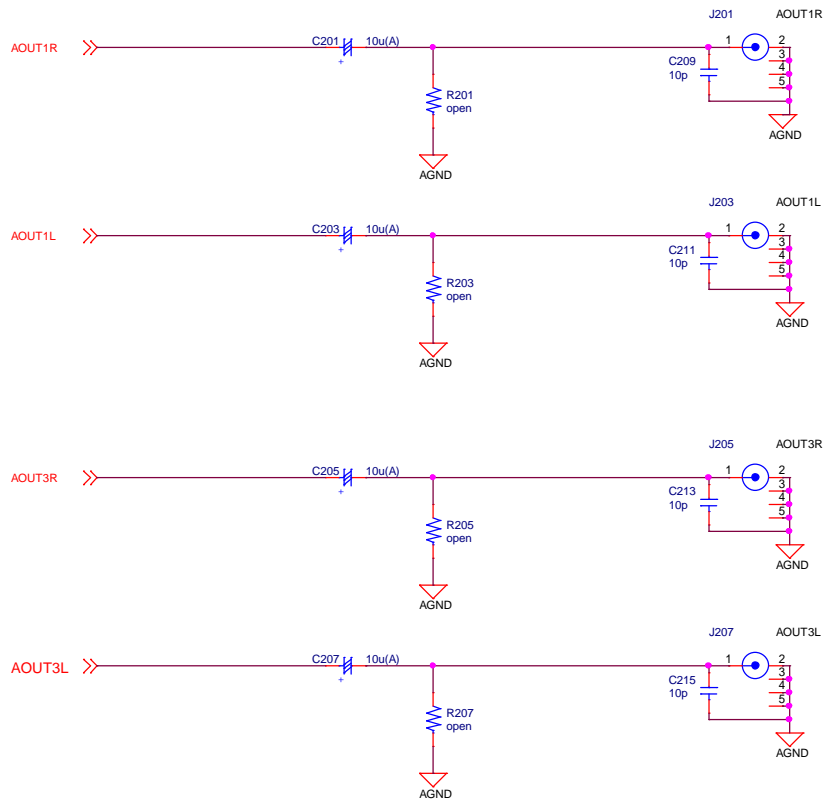 J201 AOUT1R
AOUT1R C201 10u(A) 1 2
+
3
C209
10p
4
5
R201
open
AGND
AGND
J203 AOUT1L
AOUT1L C203 10u(A) 1 2
+
3
C211
10p
4
5
R203
open
AGND
AGND
J205 AOUT3R
AOUT3R C205 10u(A) 1 2
+
3
C213
10p
4
5
R205
open
AGND
AGND
J207 AOUT3L
AOUT3L C207 10u(A) 1 2
+
3
C215
10p
4
5
R207
open
AGND
AGND